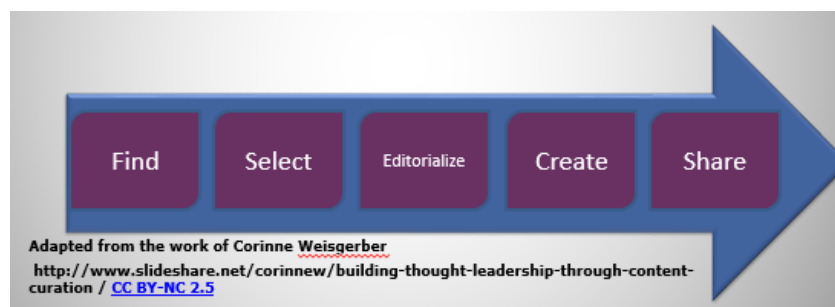 Find
Select
Editorialize
Create
Share
Adapted from the work of Corinne Weisgerber
http://www.slideshare.net/corinnew/building-thought-leadership-through-content-
curation / CC BY-NC 2.5